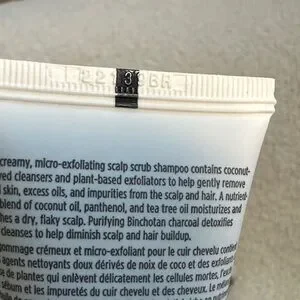 creamy, micro-exfoliating scalp scrub shampoo contains coconut-
ed cleansers and plant-based exfoliators to help gently remove
skin, excess oils, and impurities from the scalp and hair. A nutrient-
blend of coconut oil, panthenol, and tea tree oil moisturizes and
hes a dry, flaky scalp. Purifying Binchotan charcoal detoxifies
cleanses to help diminish scalp and hair buildup.
gommage crémeux et micro-exfoliant pour le cuir chevelu contient
agents nettoyants doux dérivés de noix de coco et des exfoliants
se de plantes qui enlèvent délicatement les cellules mortes, l'exc
sébum et les impuretés du cuir chevelu et des cheveux.